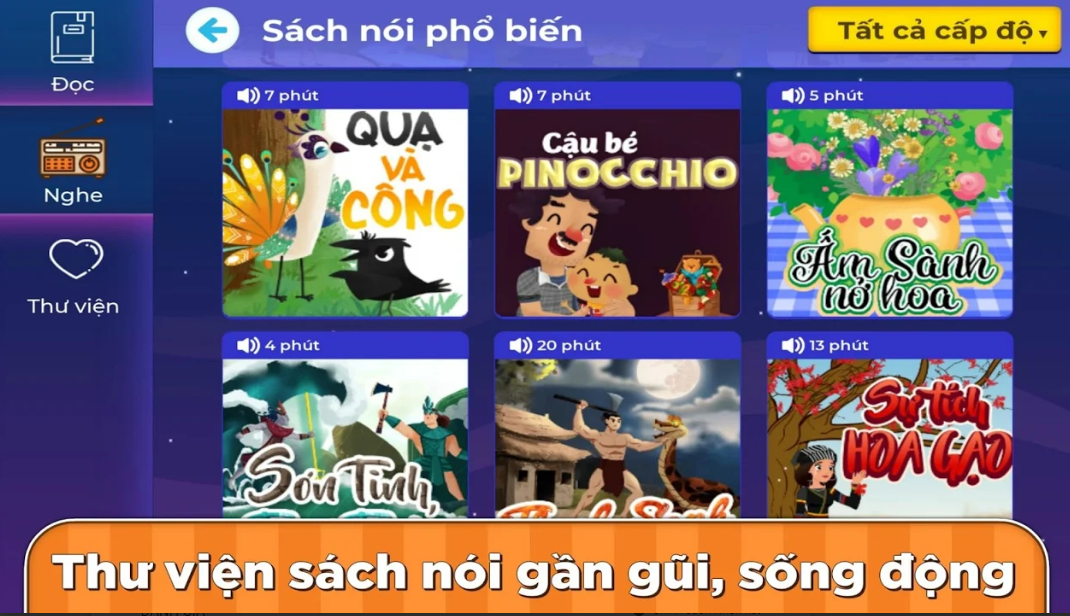 Đọc
Nghe
Thư viện
Sách nói phổ biến
Tất cả cấp độ
7 phút
QUẠ
VÀ
CÔNG
7 phút
Cậu bé
PINOCCHIO
5 phút
Ấm Sành
nở hoa
4 phút
Sơn Tinh,
20 phút
13 phút
Sự tích
HOA GẠO
Thư viện sách nói gần gũi, sống động